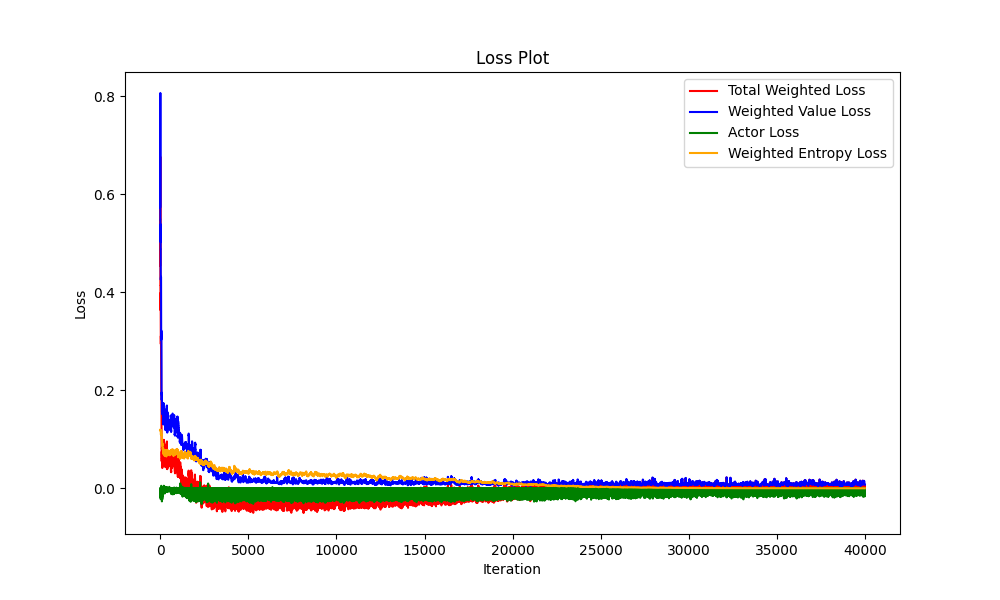 Loss Plot
Total Weighted Loss
Weighted Value Loss
Actor Loss
Weighted Entropy Loss
0.8
0.6
0.4
0.2
0.0
Loss
0 5000 10000 15000 20000 25000 30000 35000 40000
Iteration